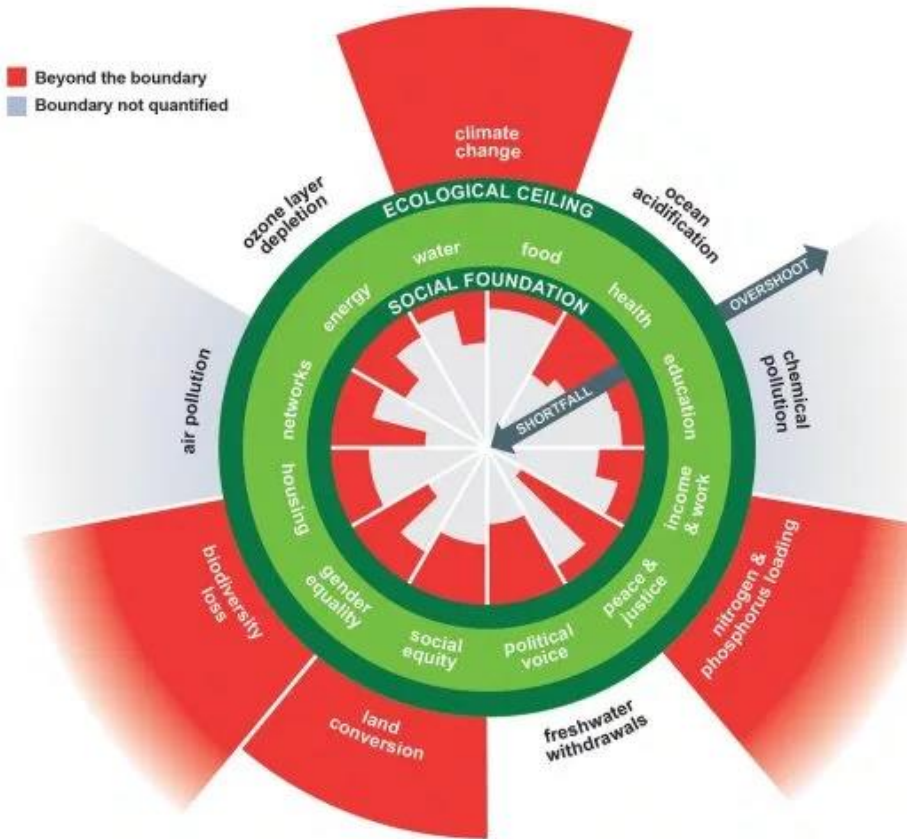 Beyond the boundary
Boundary not quantified
climate
change
ozone layer
depletion
ocean
acidification
ECOLOGICAL CEILING
water
food
energy
health
SOCIAL FOUNDATION
OVERSHOOT
SHORTFALL
networks
education
air pollution
chemical
pollution
housing
income
& work
gender
equality
peace &
justice
social
equity
political
voice
biodiversity
loss
nitrogen &
phosphorus loading
land
conversion
freshwater
withdrawals